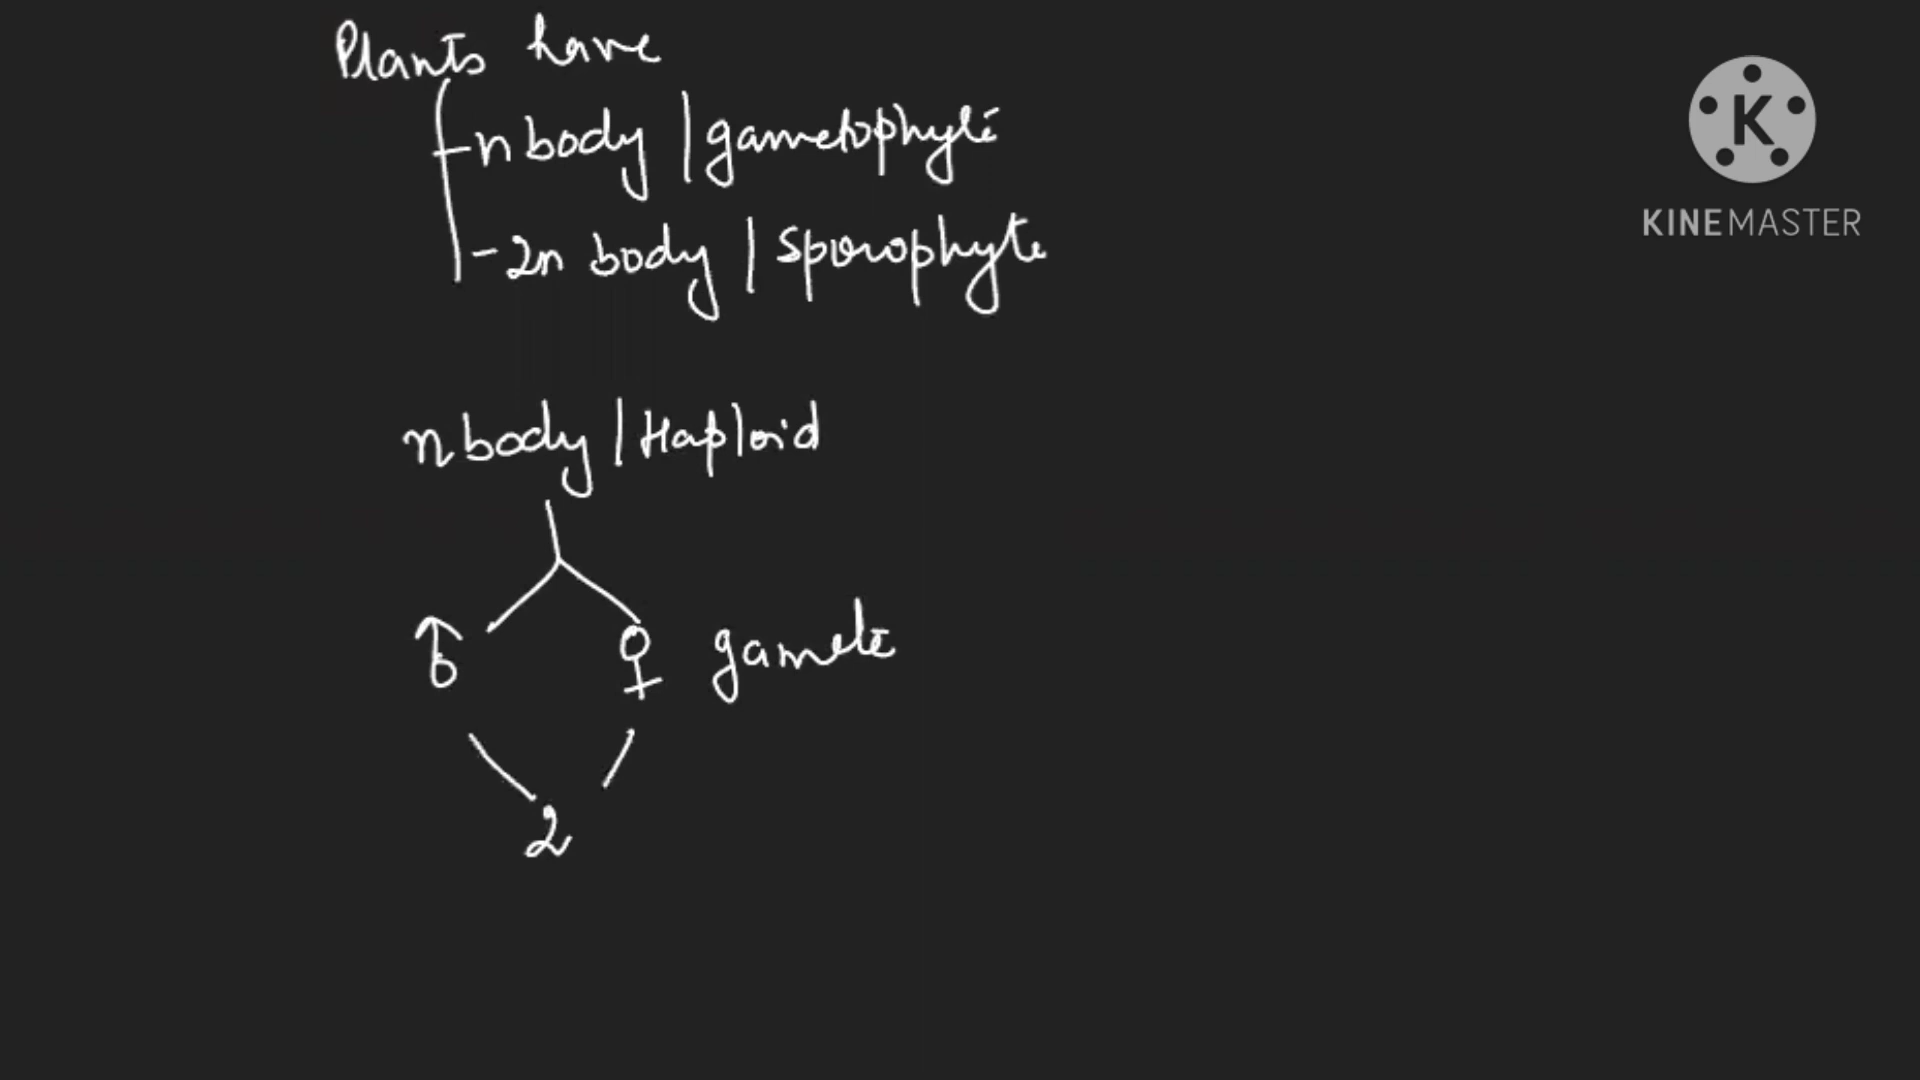 Plants have
- n body | gametophyte
- 2n body | Sporophyte
n body | Haploid
♂ ♀ gamete
2
K
KINEMASTER